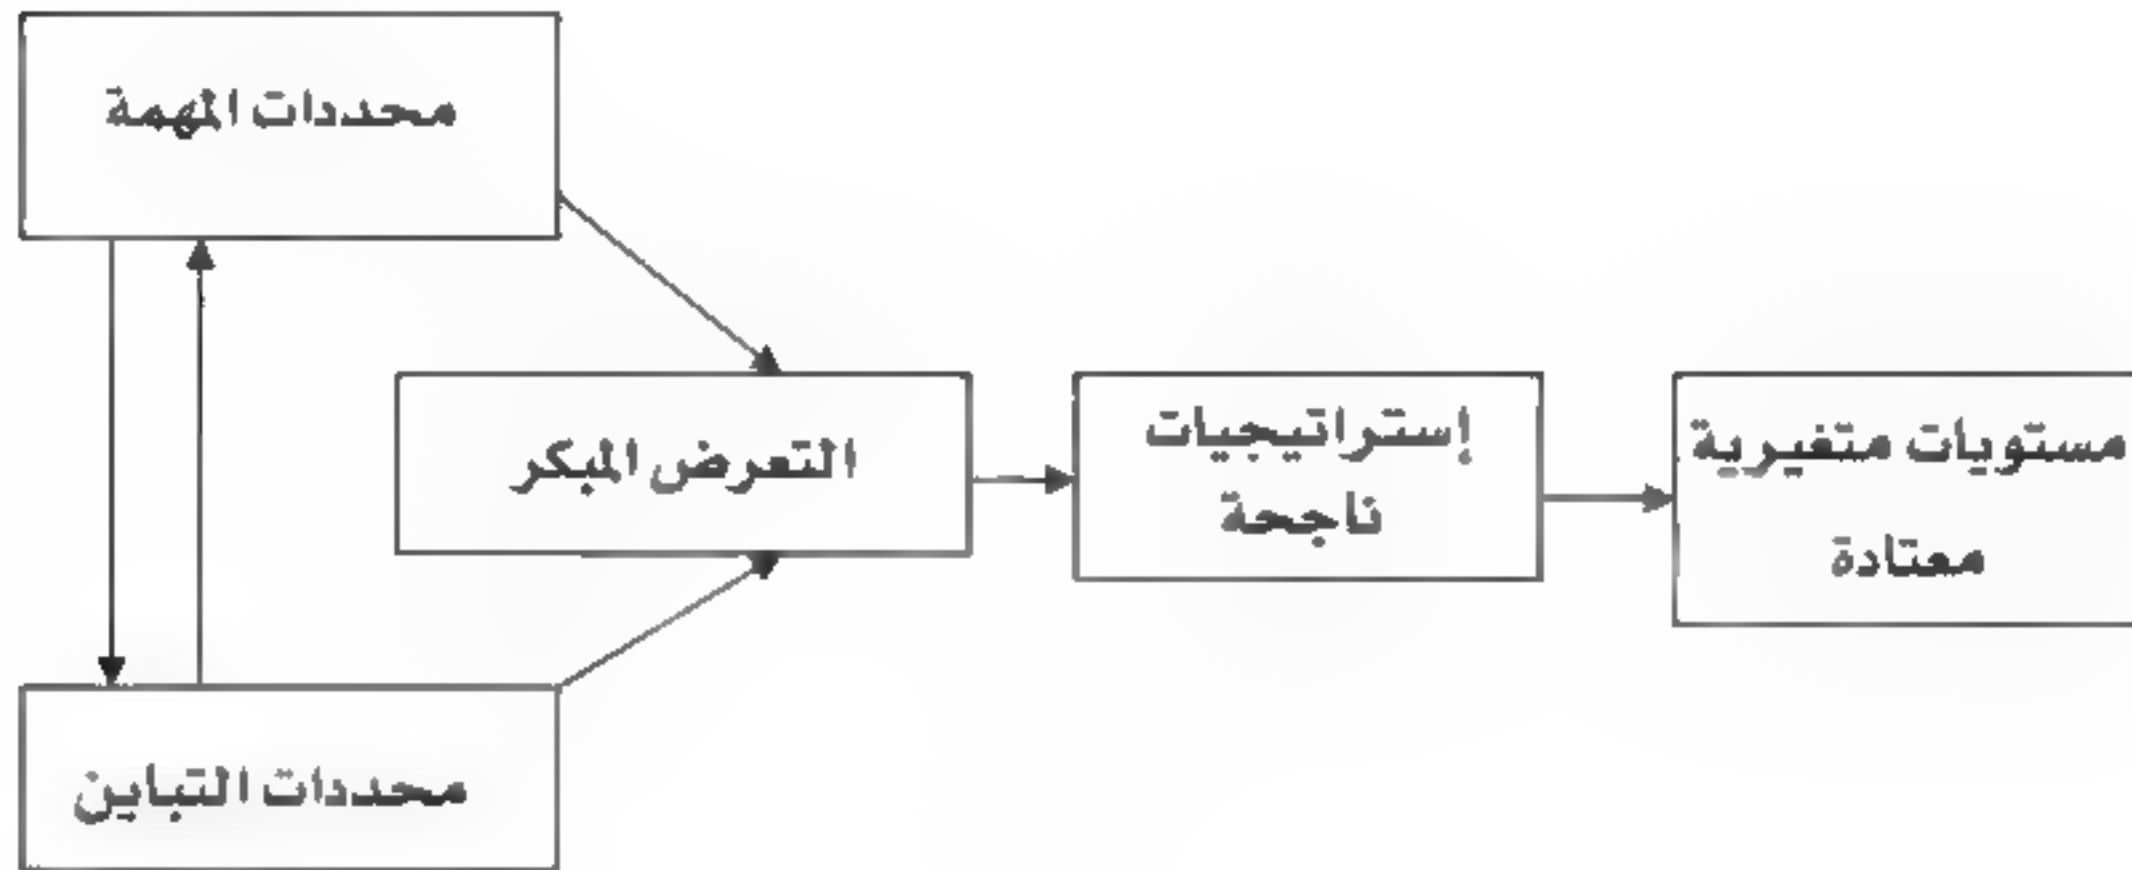 محددات المهمة
التعرض المبكر
إستراتيجيات
ناجحة
مستويات متغيرية
معتادة
محددات التباين